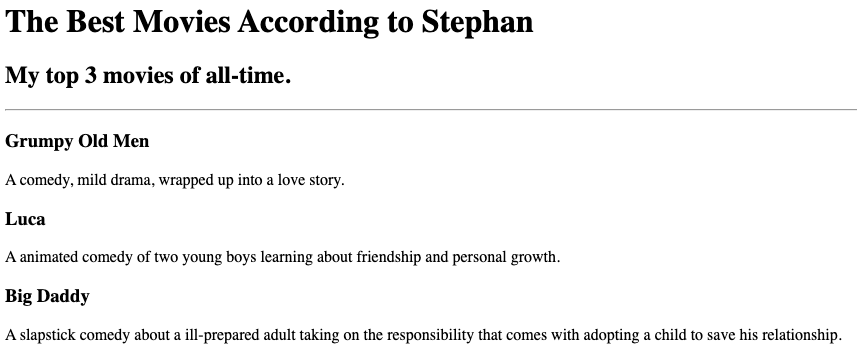 The Best Movies According to Stephan
My top 3 movies of all-time.
Grumpy Old Men
A comedy, mild drama, wrapped up into a love story.
Luca
A animated comedy of two young boys learning about friendship and personal growth.
Big Daddy
A slapstick comedy about a ill-prepared adult taking on the responsibility that comes with adopting a child to save his relationship.